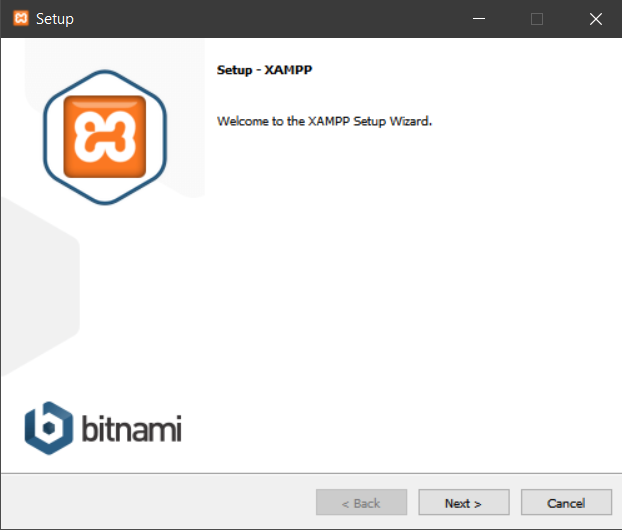 Setup
Setup - XAMPP
Welcome to the XAMPP Setup Wizard.
bitnami
< Back
Next >
Cancel